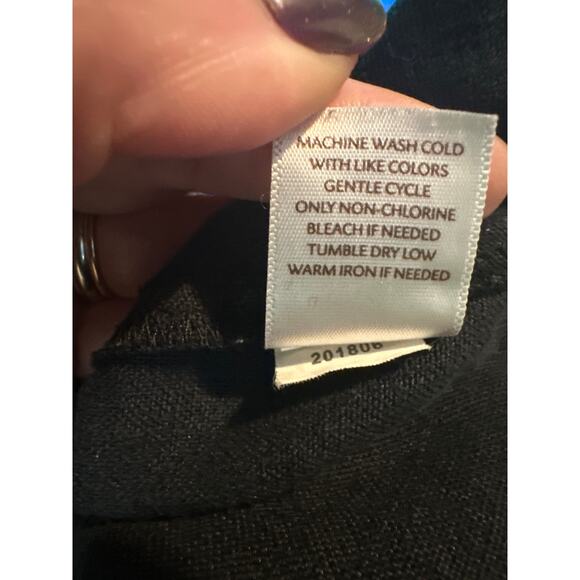 MACHINE WASH COLD
WITH LIKE COLORS
GENTLE CYCLE
ONLY NON-CHLORINE
BLEACH IF NEEDED
TUMBLE DRY LOW
WARM IRON IF NEEDED
201806